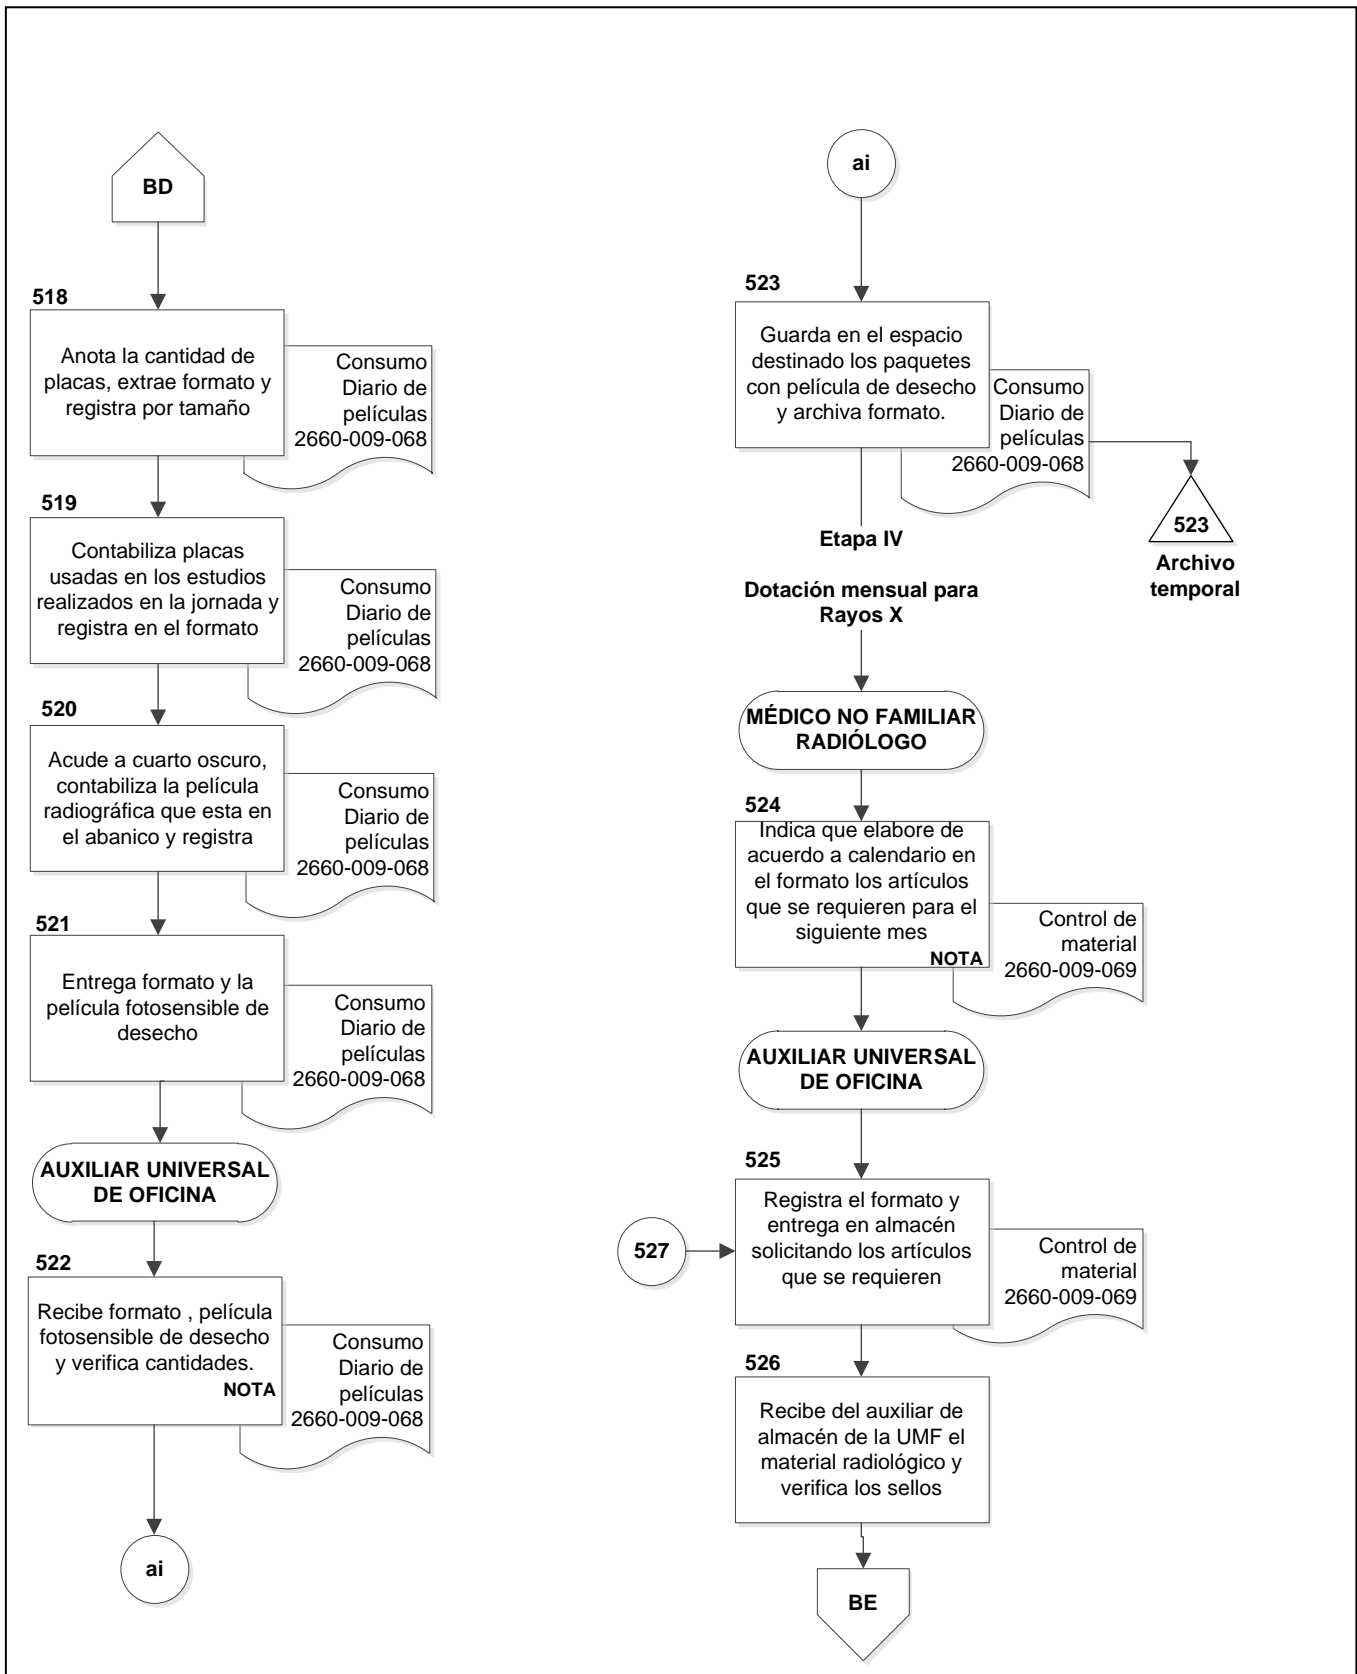 BD
518
Anota la cantidad de
placas, extrae formato y
registra por tamaño
Consumo
Diario de
películas
2660-009-068
519
Contabiliza placas
usadas en los estudios
realizados en la jornada y
registra en el formato
Consumo
Diario de
películas
2660-009-068
520
Acude a cuarto oscuro,
contabiliza la película
radiográfica que esta en
el abanico y registra
Consumo
Diario de
películas
2660-009-068
521
Entrega formato y la
película fotosensible de
desecho
Consumo
Diario de
películas
2660-009-068
AUXILIAR UNIVERSAL
DE OFICINA
522
Recibe formato , película
fotosensible de desecho
y verifica cantidades.
NOTA
Consumo
Diario de
películas
2660-009-068
ai
ai
523
Guarda en el espacio
destinado los paquetes
con película de desecho
y archiva formato.
Consumo
Diario de
películas
2660-009-068
523
Archivo
temporal
Etapa IV
Dotación mensual para
Rayos X
MÉDICO NO FAMILIAR
RADIÓLOGO
524
Indica que elabore de
acuerdo a calendario en
el formato los artículos
que se requieren para el
siguiente mes
NOTA
Control de
material
2660-009-069
AUXILIAR UNIVERSAL
DE OFICINA
525
Registra el formato y
entrega en almacén
solicitando los artículos
que se requieren
527
Control de
material
2660-009-069
526
Recibe del auxiliar de
almacén de la UMF el
material radiológico y
verifica los sellos
BE